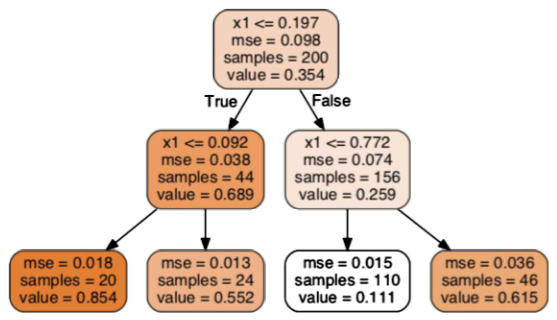 x1 <= 0.197
mse = 0.098
samples = 200
value = 0.354
True
False
x1 <= 0.092
mse = 0.038
samples = 44
value = 0.689
x1 <= 0.772
mse = 0.074
samples = 156
value = 0.259
mse = 0.018
samples = 20
value = 0.854
mse = 0.013
samples = 24
value = 0.552
mse = 0.015
samples = 110
value = 0.111
mse = 0.036
samples = 46
value = 0.615